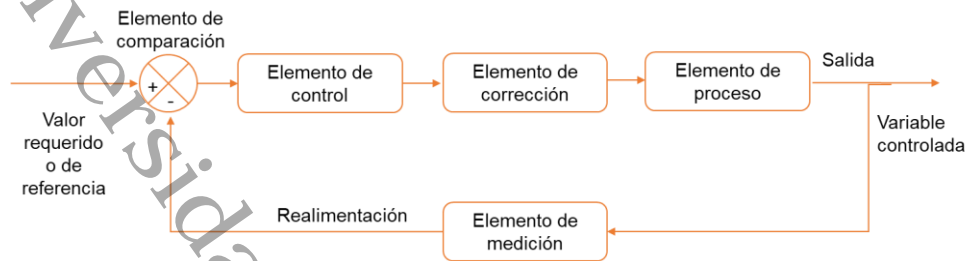 Elemento de
comparación
+
-
Valor
requerido
o de
referencia
Elemento de
control
Elemento de
corrección
Elemento de
proceso
Salida
Variable
controlada
Realimentación
Elemento de
medición